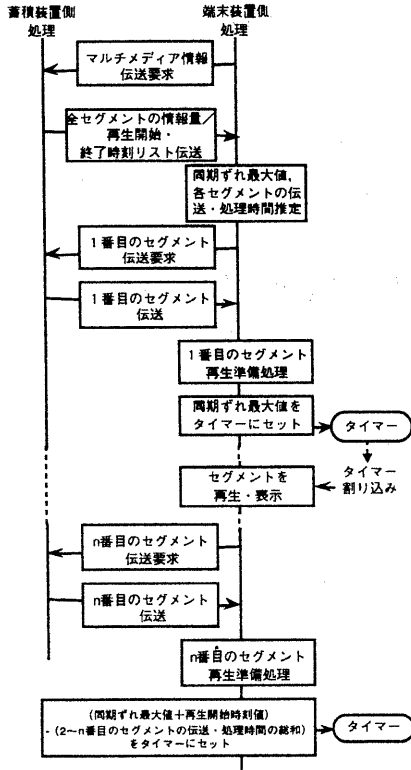 蓄積装置側
処理
端末装置側
処理
マルチメディア情報
伝送要求
全セグメントの情報量／
再生開始・
終了時刻リスト伝送
同期ずれ最大値,
各セグメントの伝
送・処理時間推定
1番目のセグメント
伝送要求
1番目のセグメント
伝送
1番目のセグメント
再生準備処理
同期ずれ最大値を
タイマーにセット
タイマー
タイマー
割り込み
セグメントを
再生・表示
n番目のセグメント
伝送要求
n番目のセグメント
伝送
n番目のセグメント
再生準備処理
(同期ずれ最大値＋再生開始時刻値)
- (2〜n番目のセグメントの伝送・処理時間の総和)
をタイマーにセット
タイマー